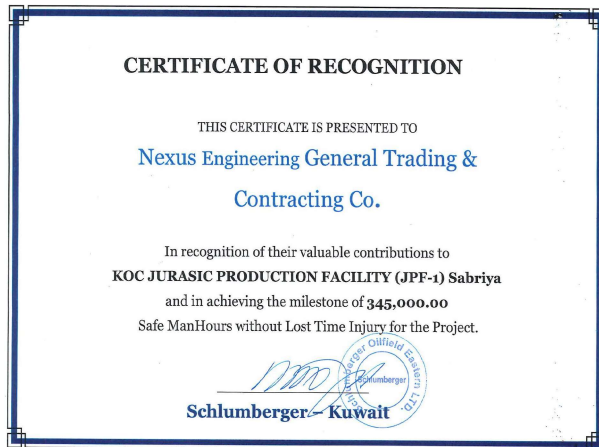 CERTIFICATE OF RECOGNITION
THIS CERTIFICATE IS PRESENTED TO
Nexus Engineering General Trading &
Contracting Co.
In recognition of their valuable contributions to
KOC JURASIC PRODUCTION FACILITY (JPF-1) Sabriya
and in achieving the milestone of 345,000.00
Safe ManHours without Lost Time Injury for the Project.
Schlumberger Oilfield Eastern LTD.
Schlumberger
Schlumberger – Kuwait